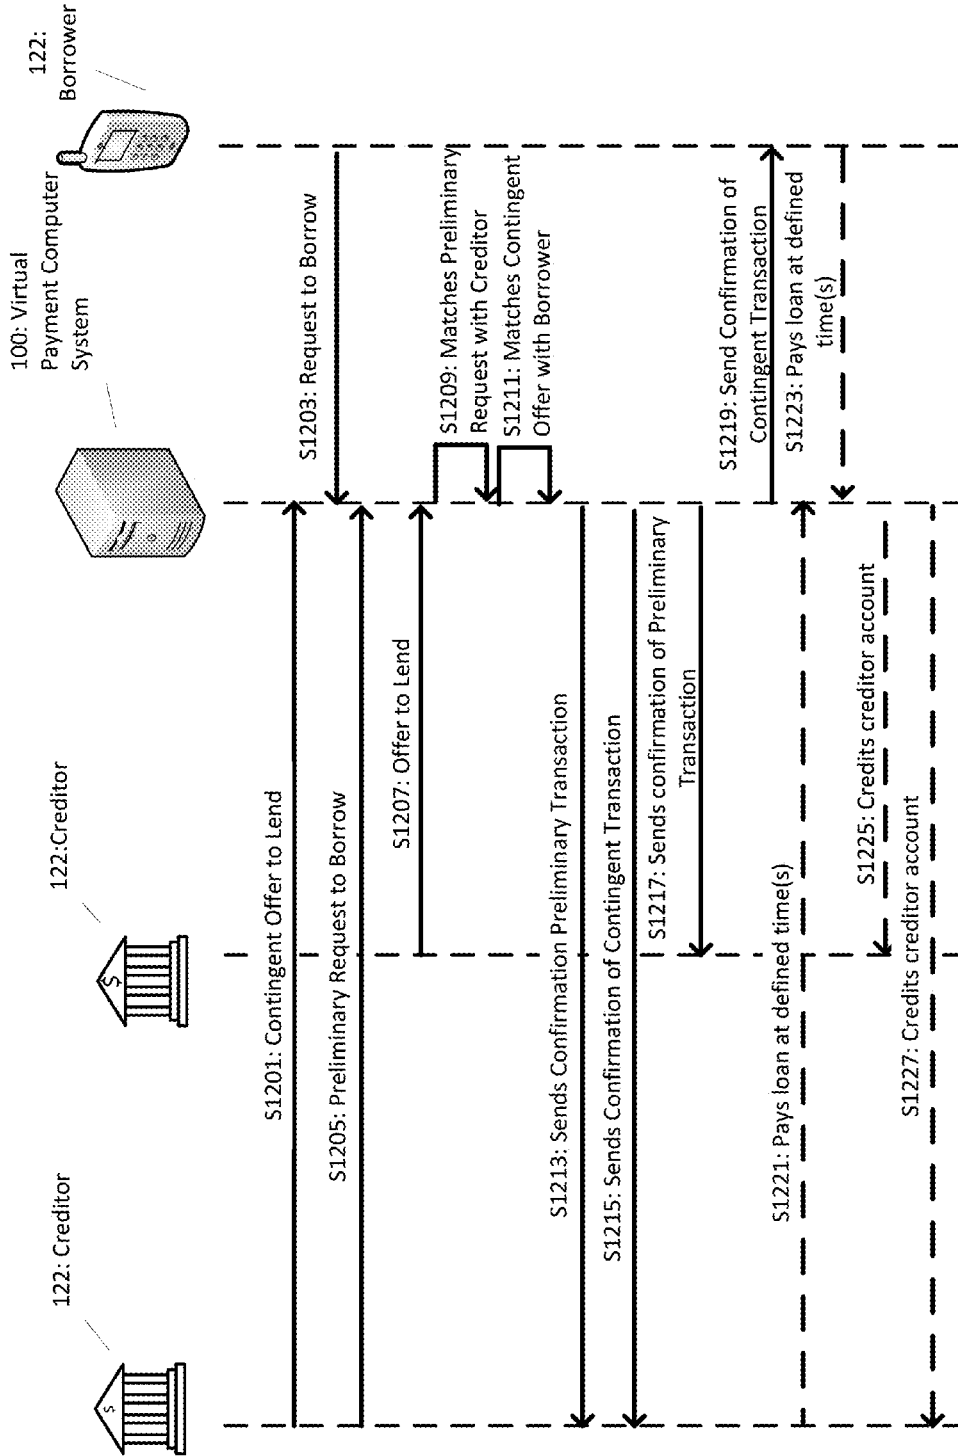 122: Creditor
122:Creditor
100: Virtual
Payment Computer
System
122:
Borrower
S1201: Contingent Offer to Lend
S1203: Request to Borrow
S1205: Preliminary Request to Borrow
S1207: Offer to Lend
S1209: Matches Preliminary
Request with Creditor
S1211: Matches Contingent
Offer with Borrower
S1213: Sends Confirmation Preliminary Transaction
S1215: Sends Confirmation of Contingent Transaction
S1217: Sends confirmation of Preliminary
Transaction
S1219: Send Confirmation of
Contingent Transaction
S1221: Pays loan at defined time(s)
S1223: Pays loan at defined
time(s)
S1225: Credits creditor account
S1227: Credits creditor account
$
$